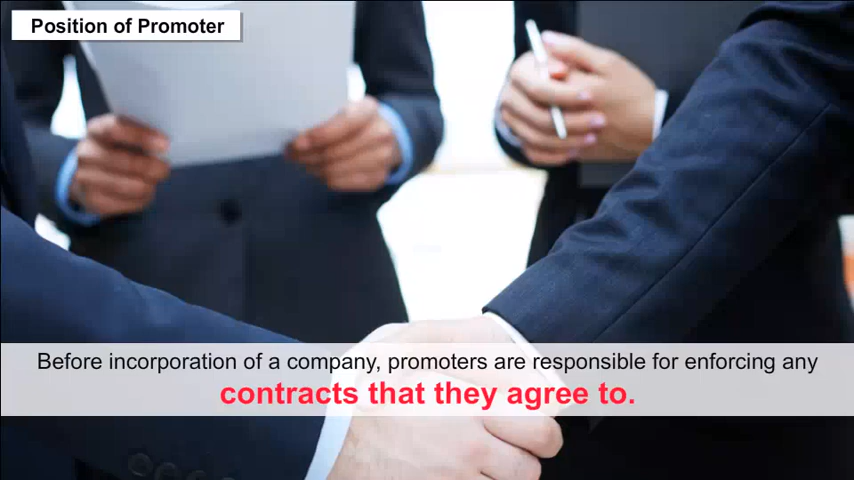 Position of Promoter
Before incorporation of a company, promoters are responsible for enforcing any
contracts that they agree to.